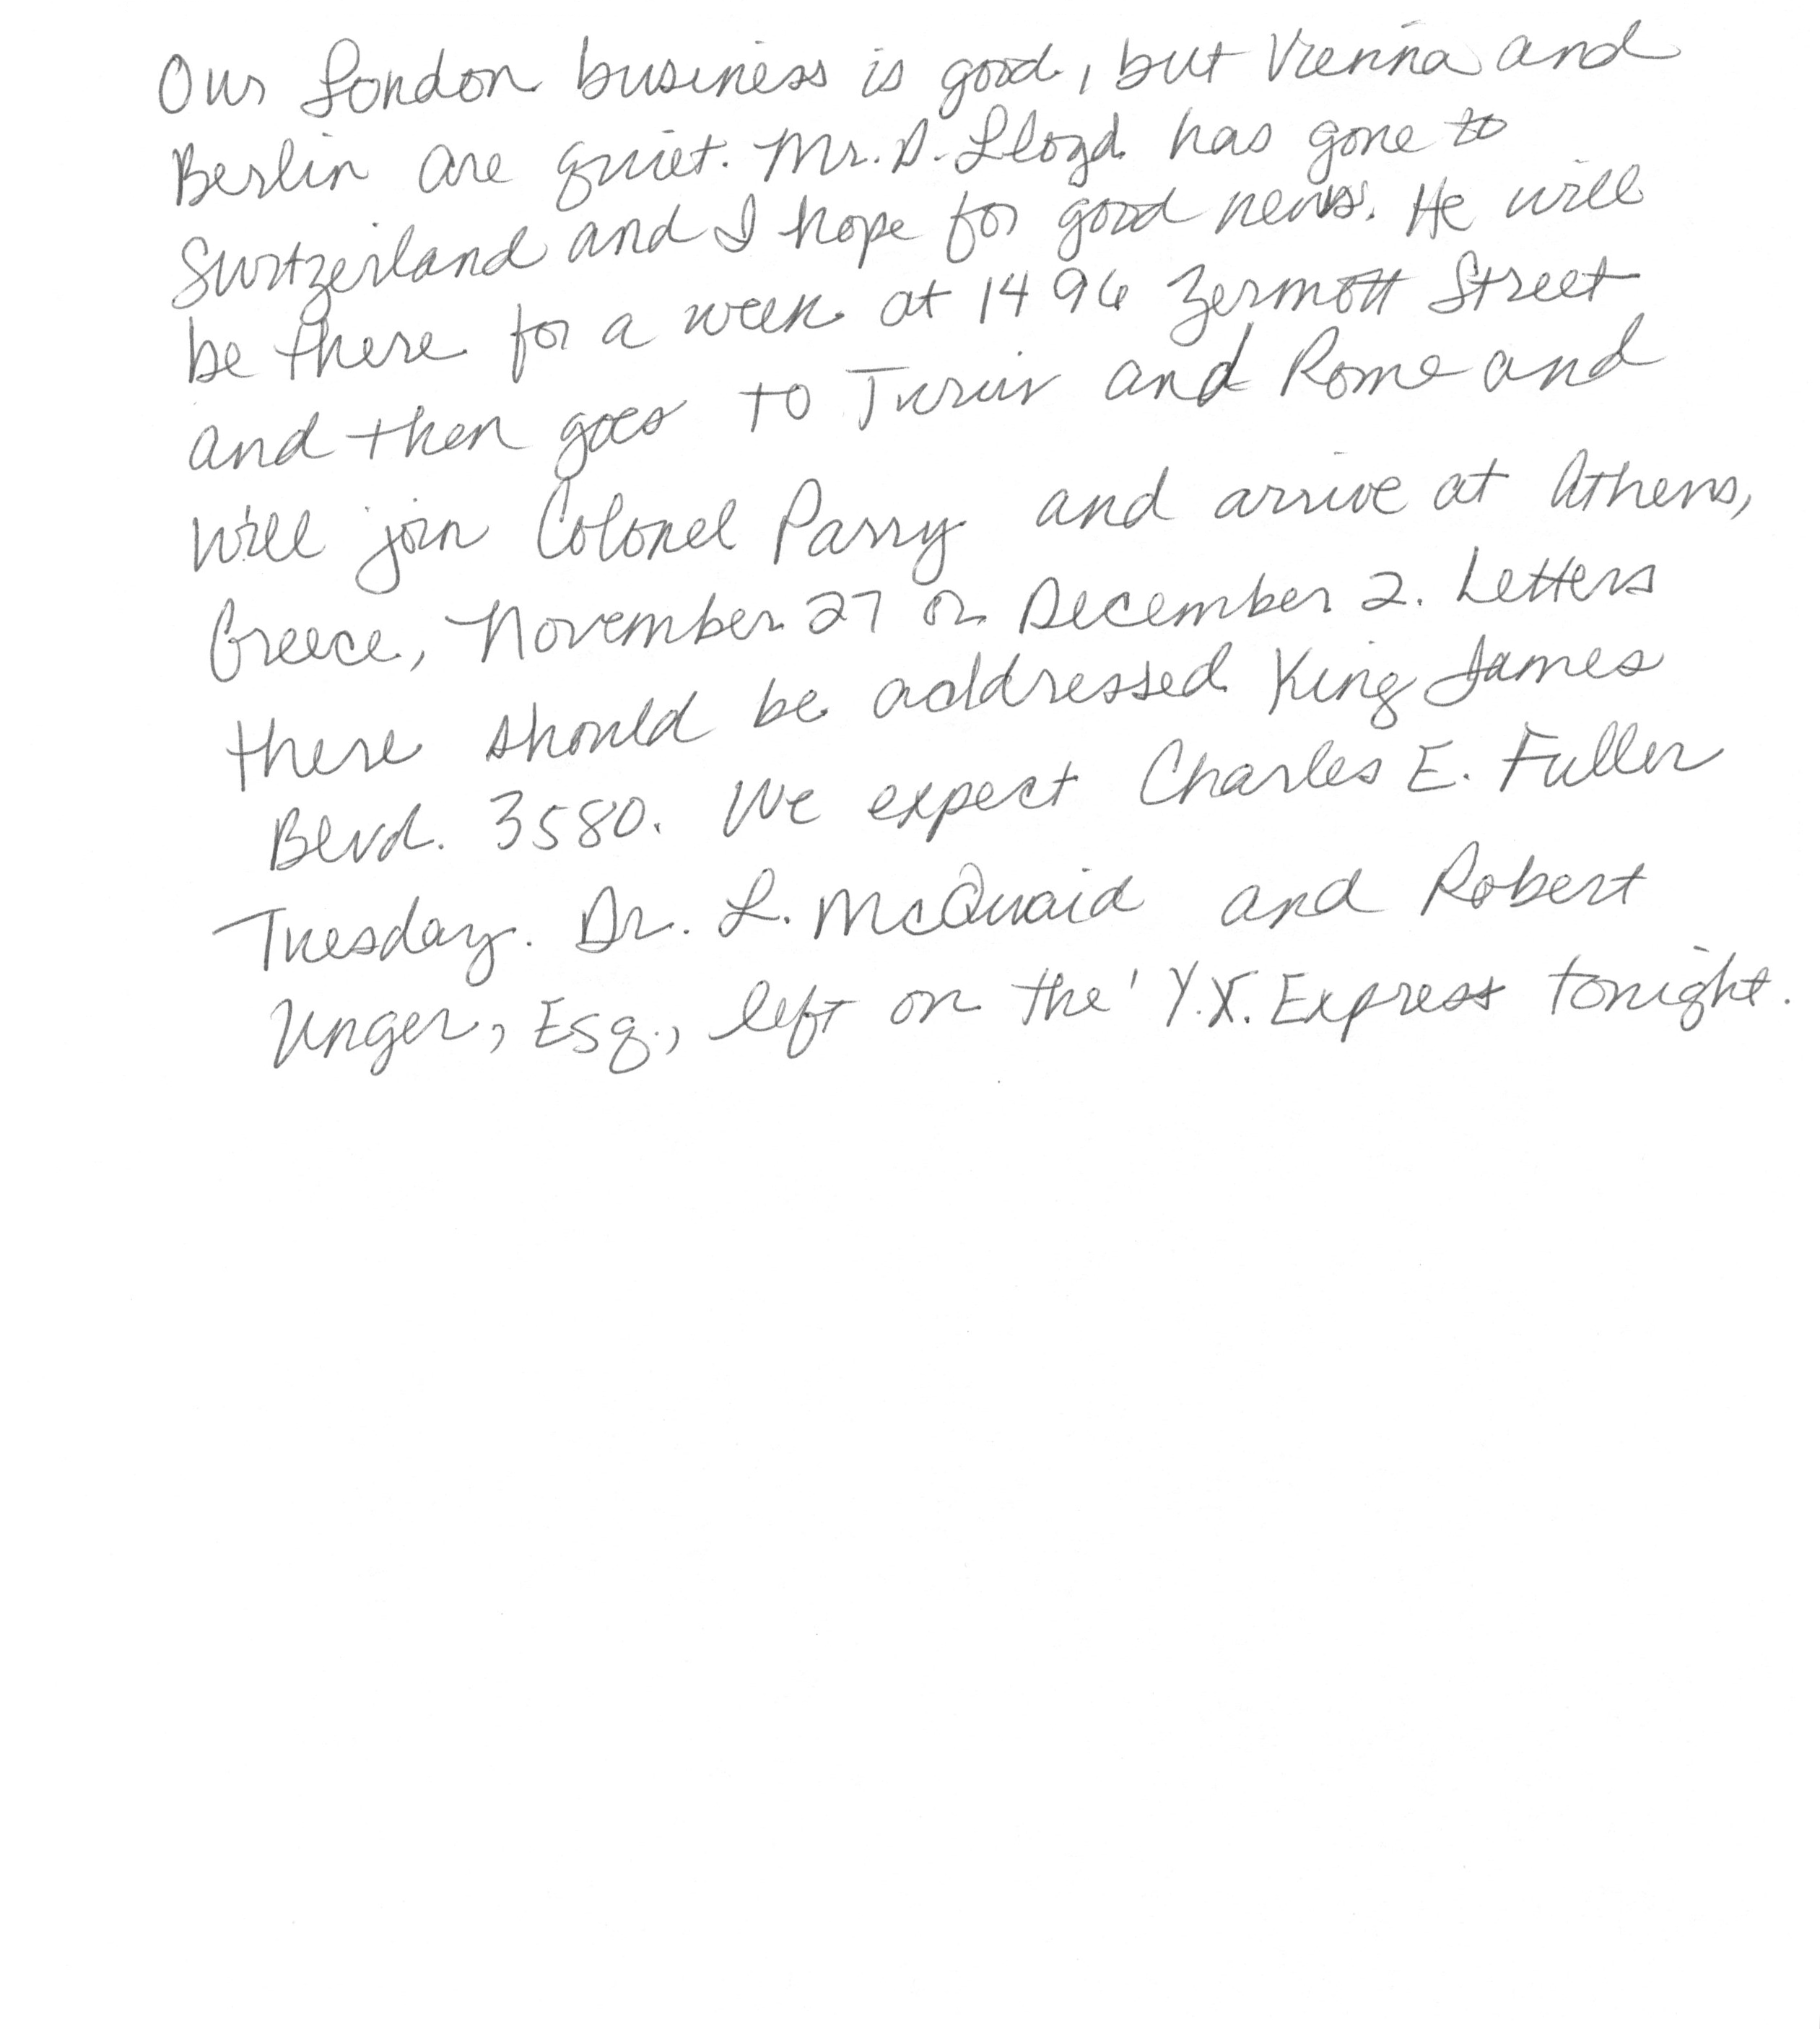 Our London business is good, but Vienna and
Berlin are quiet. Mr. D. Lloyd has gone to
Switzerland and I hope for good news. He will
be there for a week at 1496 Zermott Street
and then goes to Turin and Rome and
will join Colonel Parry and arrive at Athens,
Greece, November 27 or December 2. Letters
there should be addressed King James
Blvd. 3580. We expect Charles E. Fuller
Tuesday. Dr. L. McQuaid and Robert
Unger, Esq., left on the 'Y.X. Express tonight.